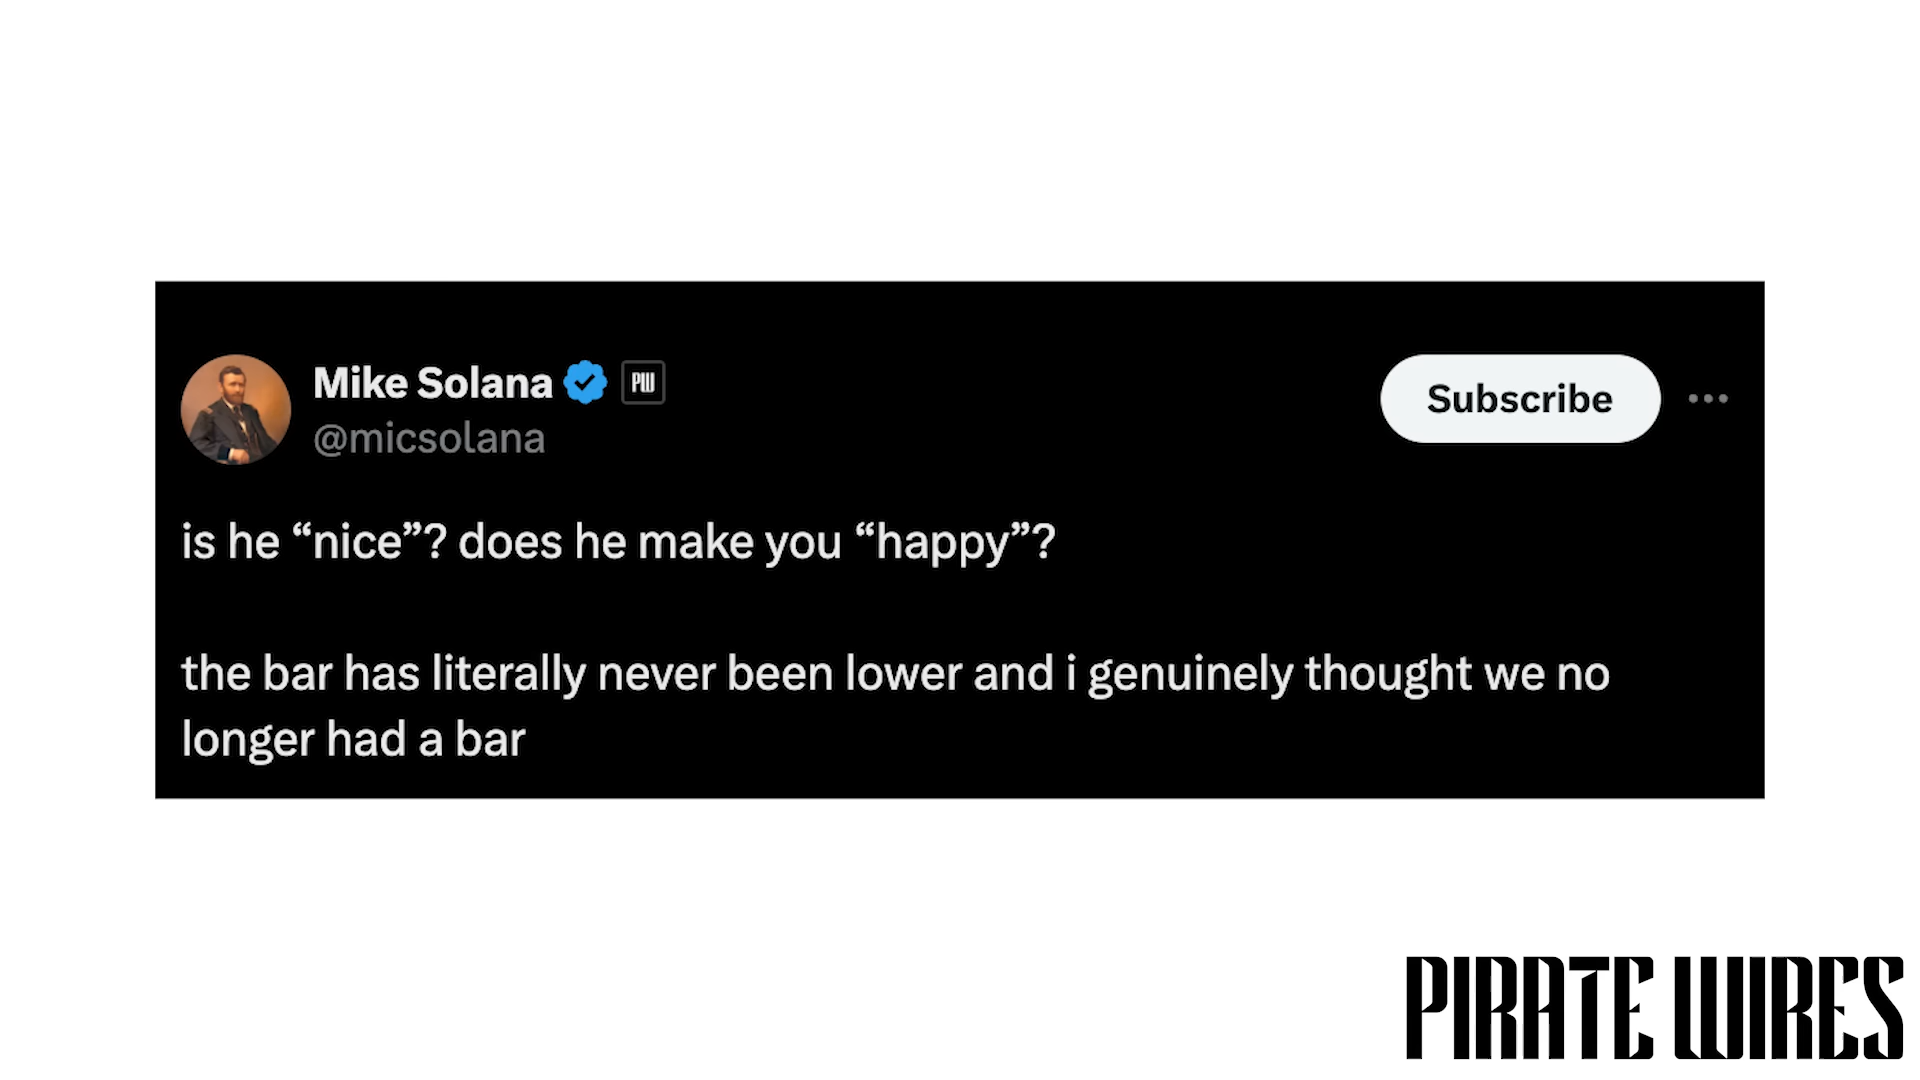 Mike Solana PW
@micsolana
Subscribe
is he “nice”? does he make you “happy”?
the bar has literally never been lower and i genuinely thought we no
longer had a bar
PIRATE WIRES